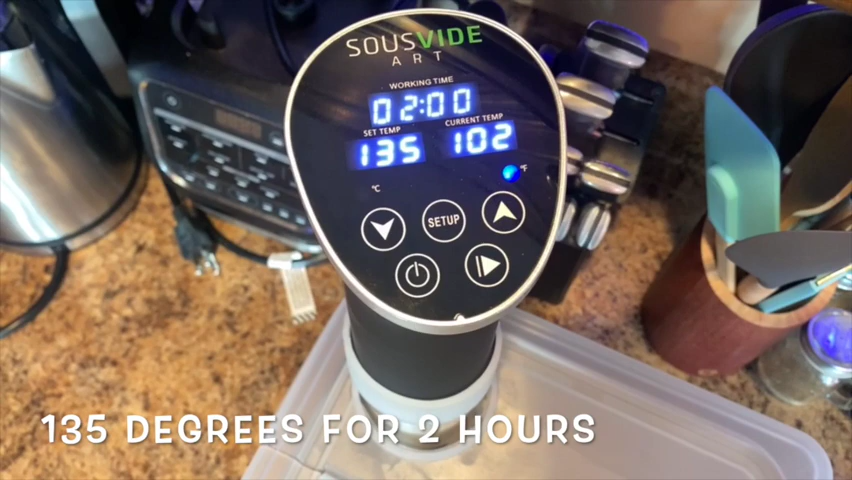 SOUSVIDE
ART
WORKING TIME
02:00
SET TEMP CURRENT TEMP
135 102
°F
°C
SETUP
135 DEGREES FOR 2 HOURS